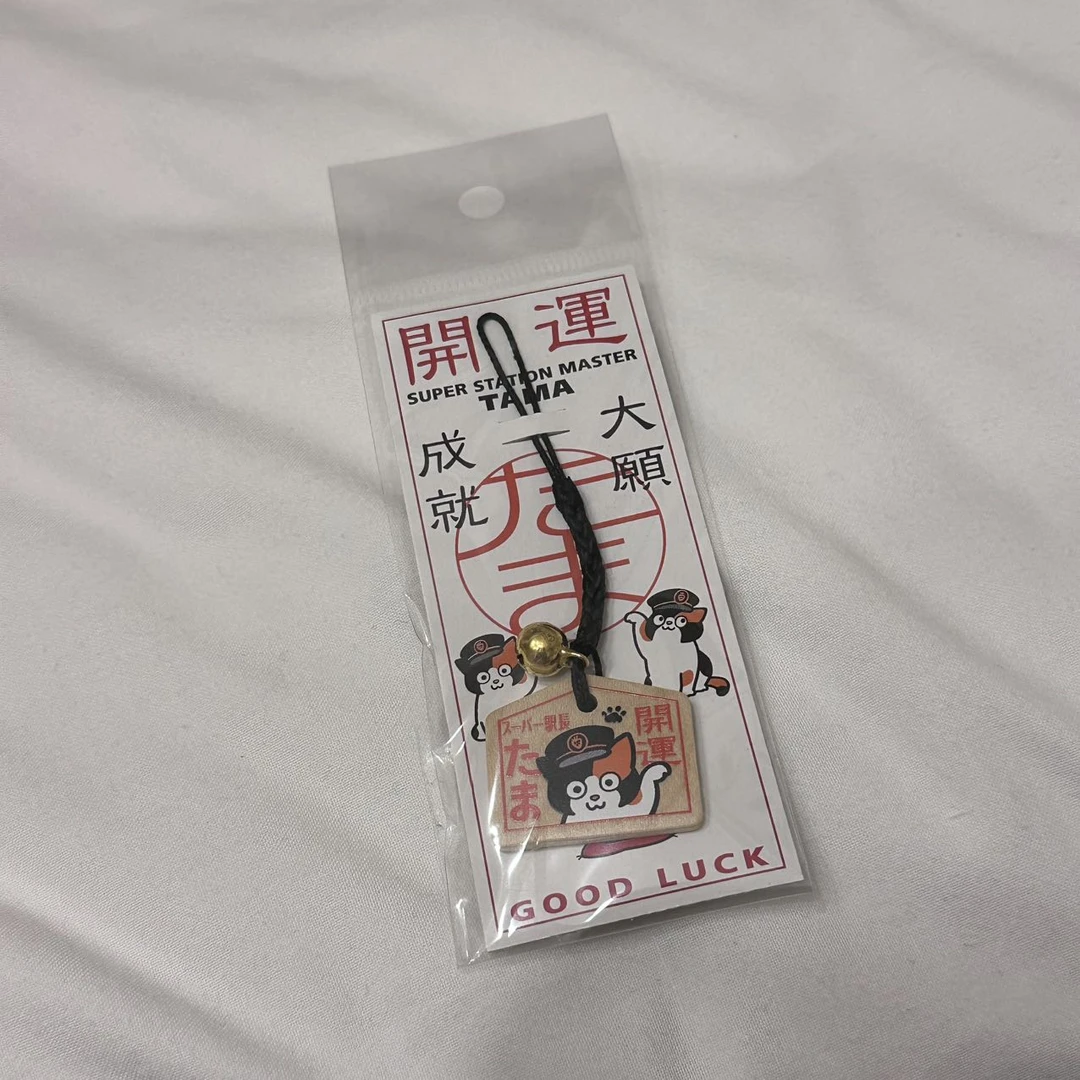 開運
SUPER STATION MASTER
TAMA
大願
成就
たま
スーパー駅長
たま
開運
GOOD LUCK